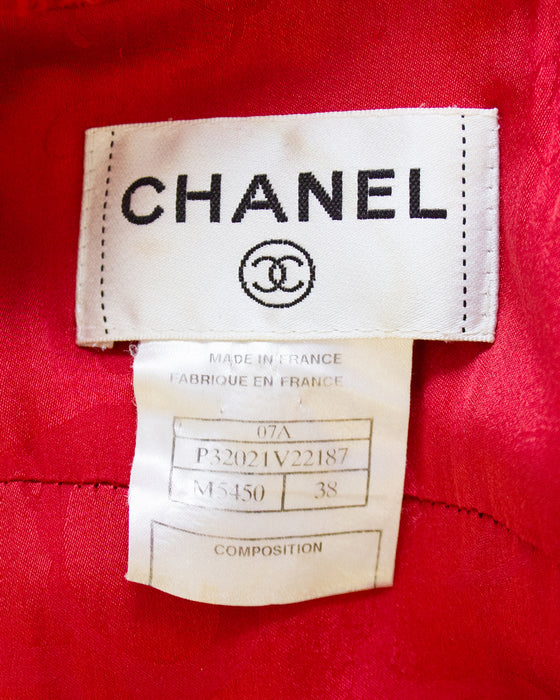 CHANEL
MADE IN FRANCE
FABRIQUE EN FRANCE
07A
P32021V22187
M5450 38
COMPOSITION